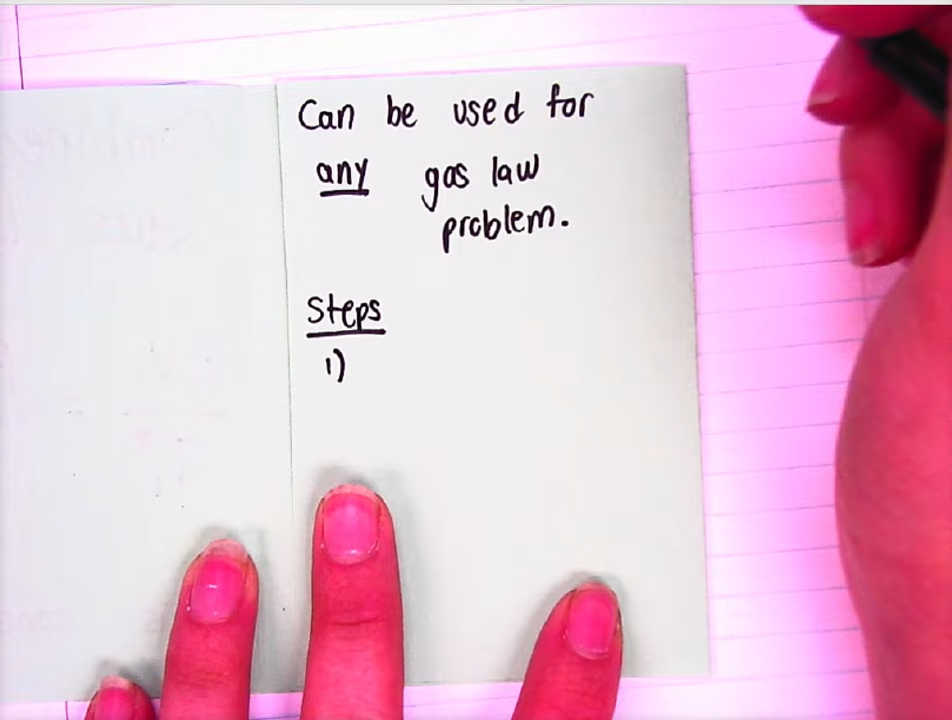 Can be used for
any gas law
problem.
Steps
1)